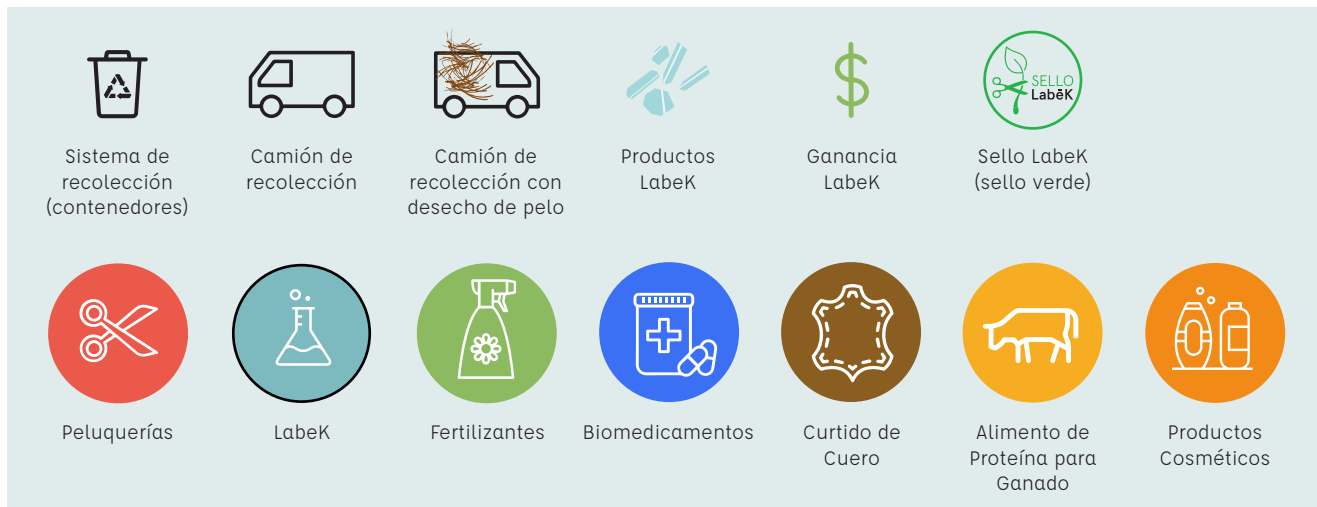 SELLO
Labēk
Sistema de
recolección
(contenedores)
Camión de
recolección
Camión de
recolección con
desecho de pelo
Productos
LabeK
Ganancia
LabeK
Sello LabeK
(sello verde)
Peluquerías
LabeK
Fertilizantes
Biomedicamentos
Curtido de
Cuero
Alimento de
Proteína para
Ganado
Productos
Cosméticos